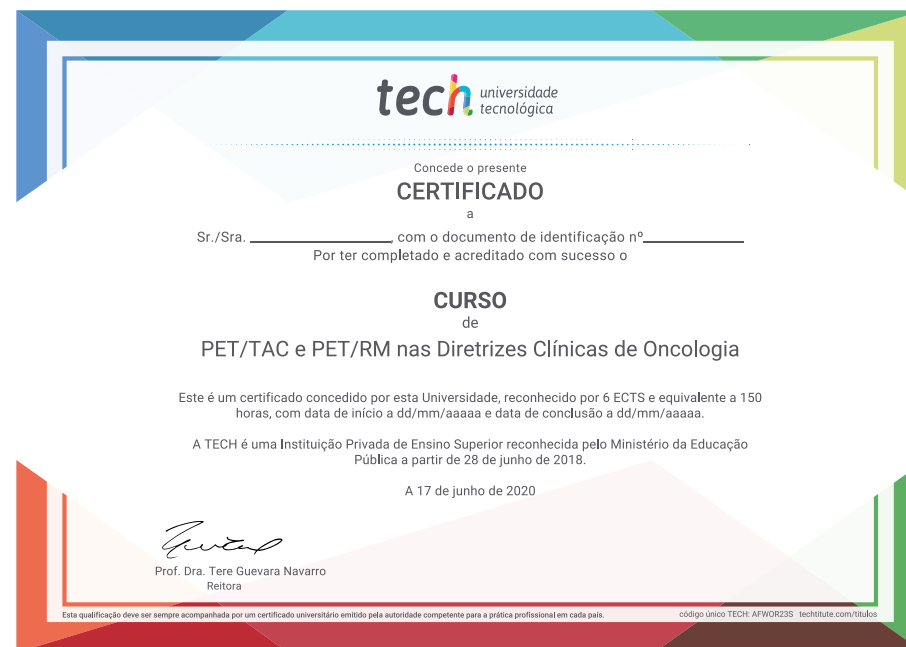 tech universidade
tecnológica
Concede o presente
CERTIFICADO
a
Sr./Sra. ____________________, com o documento de identificação nº______________
Por ter completado e acreditado com sucesso o
CURSO
de
PET/TAC e PET/RM nas Diretrizes Clínicas de Oncologia
Este é um certificado concedido por esta Universidade, reconhecido por 6 ECTS e equivalente a 150
horas, com data de início a dd/mm/aaaaa e data de conclusão a dd/mm/aaaaa.
A TECH é uma Instituição Privada de Ensino Superior reconhecida pelo Ministério da Educação
Pública a partir de 28 de junho de 2018.
A 17 de junho de 2020
Prof. Dra. Tere Guevara Navarro
Reitora
Esta qualificação deve ser sempre acompanhada por um certificado universitário emitido pela autoridade competente para a prática profissional em cada país.
código único TECH: AFWOR23S techtitute.com/titulos